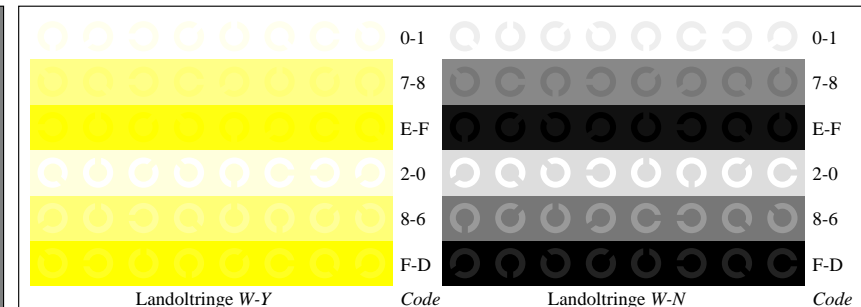 0-1 0-1
7-8 7-8
E-F E-F
2-0 2-0
8-6 8-6
F-D F-D
Landoltringe W-Y Code Landoltringe W-N Code